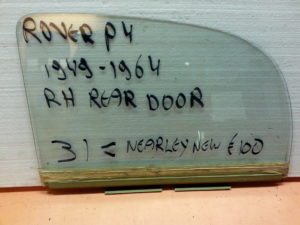 ROVER P4
1949-1964
RH REAR DOOR
31 < NEARLEY NEW £100